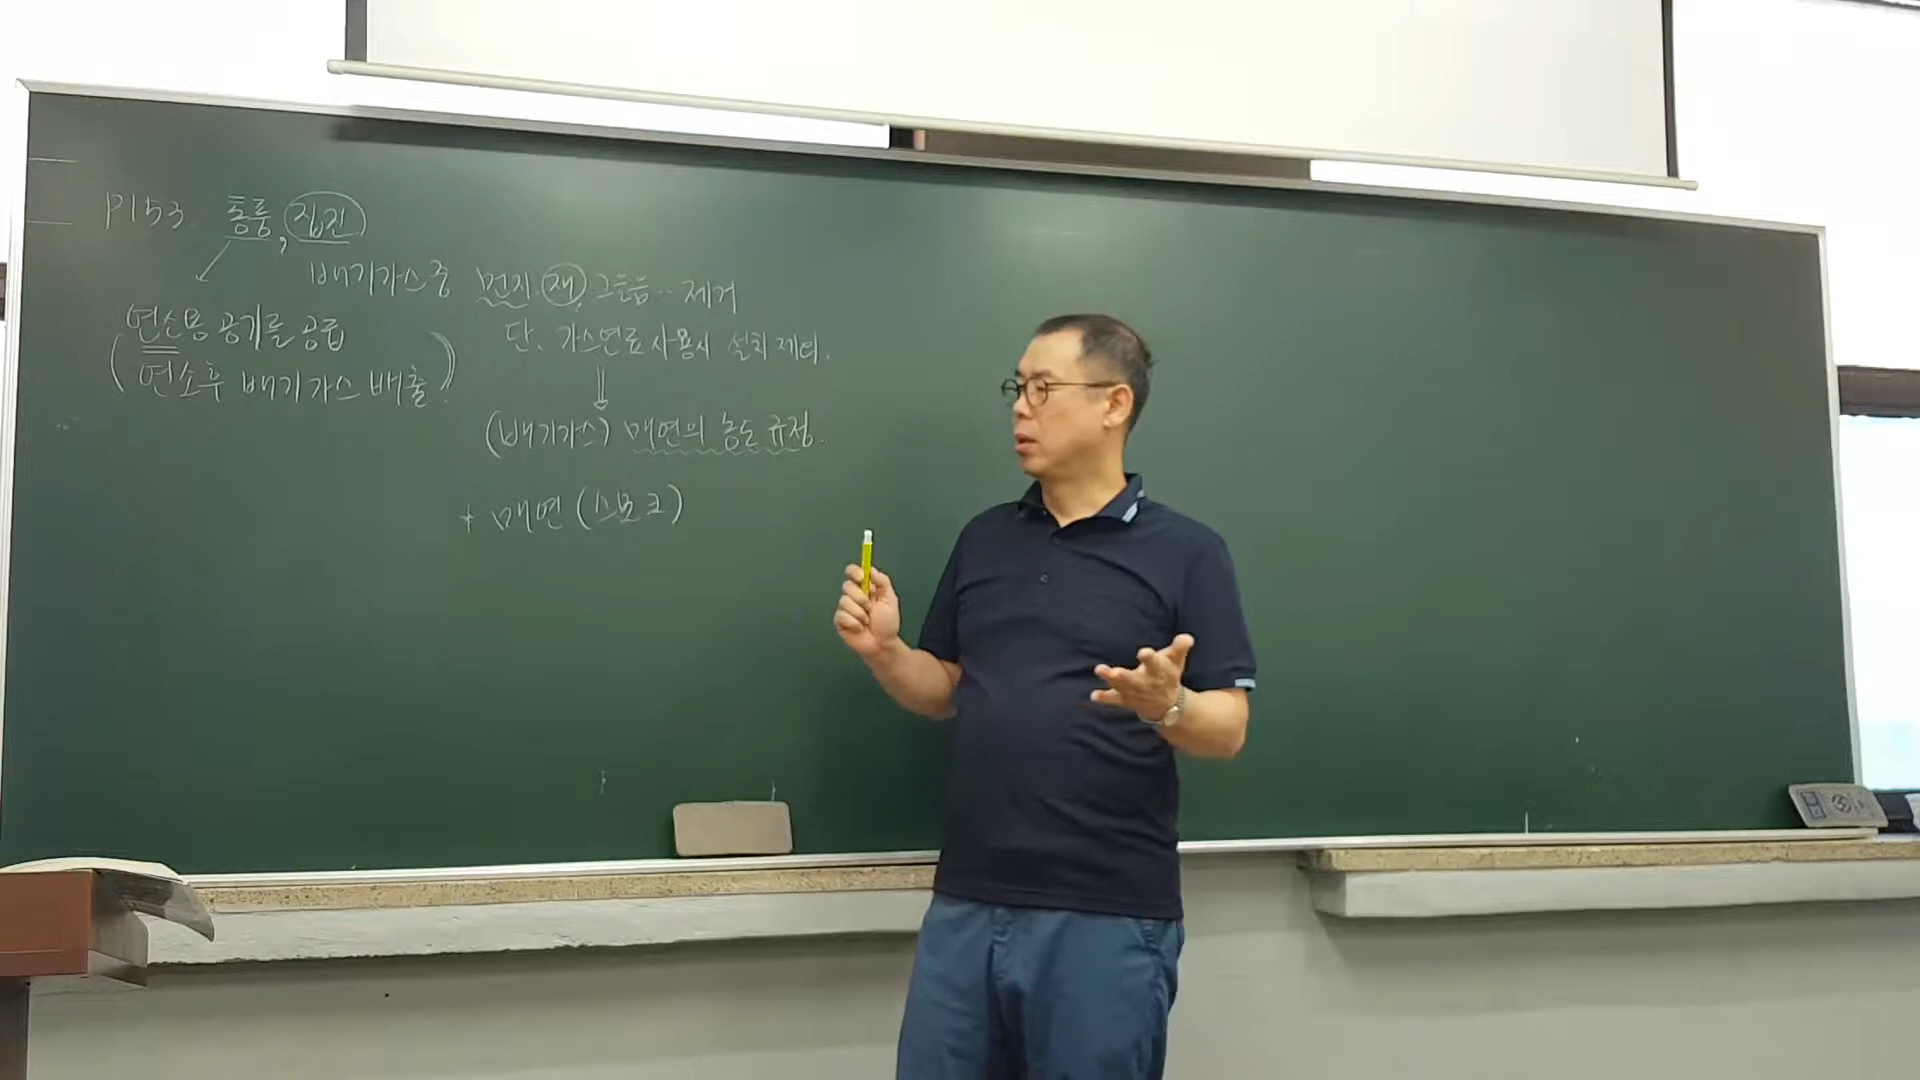 P153. 통풍, 집진
배기가스중 먼지. 재, 그을음.. 제거
연소용 공기를 공급
단, 가스연료사용시 설치제외.
연소후 배기가스 배출
(배기가스) 매연의 농도 규정.
* 매연 (스모크)